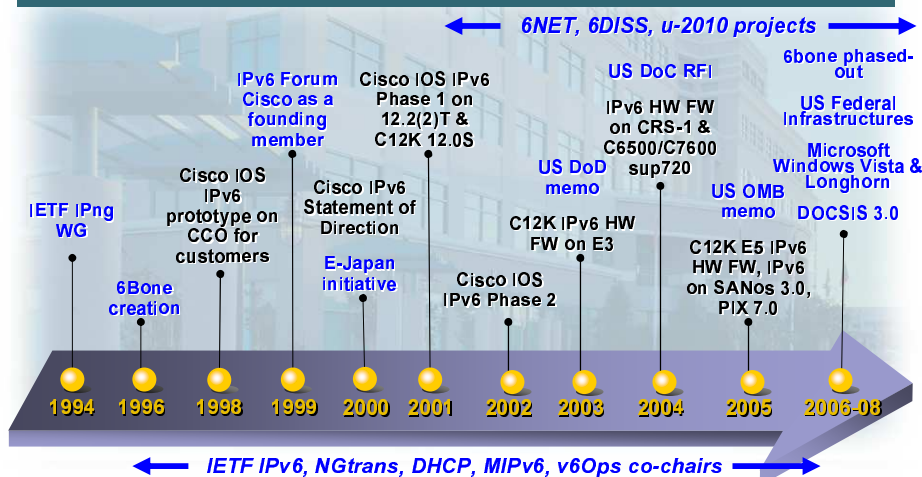 6NET, 6DISS, u-2010 projects
IETF IPng
WG
6Bone
creation
Cisco IOS
IPv6
prototype on
CCO for
customers
IPv6 Forum
Cisco as a
founding
member
Cisco IPv6
Statement of
Direction
E-Japan
initiative
Cisco IOS IPv6
Phase 1 on
12.2(2)T &
C12K 12.0S
Cisco IOS
IPv6 Phase 2
US DoD
memo
C12K IPv6 HW
FW on E3
US DoC RFI
IPv6 HW FW
on CRS-1 &
C6500/C7600
sup720
US OMB
memo
C12K E5 IPv6
HW FW, IPv6
on SANos 3.0,
PIX 7.0
6bone phased-
out
US Federal
Infrastructures
Microsoft
Windows Vista &
Longhorn
DOCSIS 3.0
1994
1996
1998
1999
2000
2001
2002
2003
2004
2005
2006-08
IETF IPv6, NGtrans, DHCP, MIPv6, v6Ops co-chairs